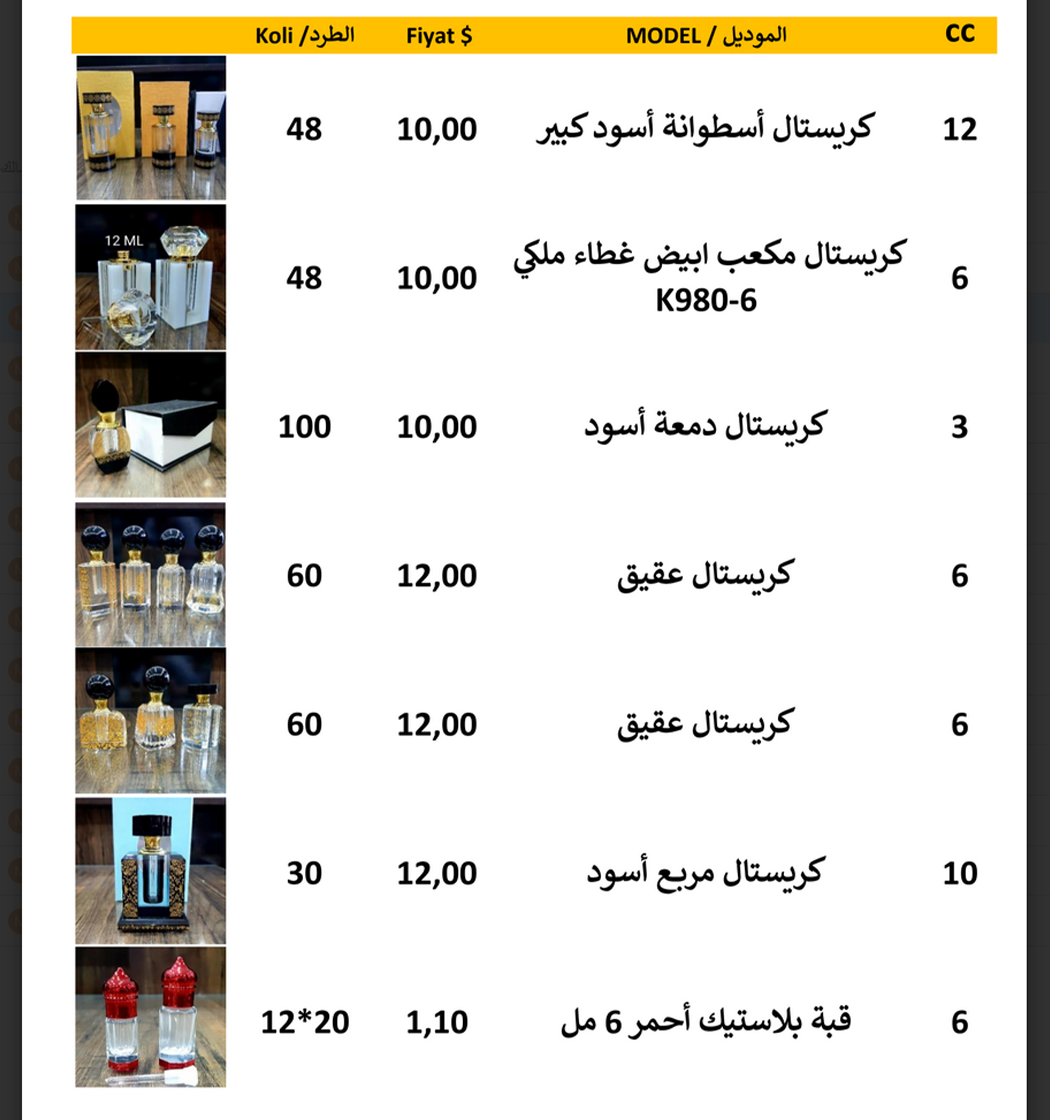 Koli /الطرد Fiyat $ MODEL / الموديل CC
48 10,00 كريستال أسطوانة أسود كبير 12
12 ML
48 10,00 كريستال مكعب ابيض غطاء ملكي 6
K980-6
100 10,00 كريستال دمعة أسود 3
60 12,00 كريستال عقيق 6
60 12,00 كريستال عقيق 6
30 12,00 كريستال مربع أسود 10
12*20 1,10 قبة بلاستيك أحمر 6 مل 6